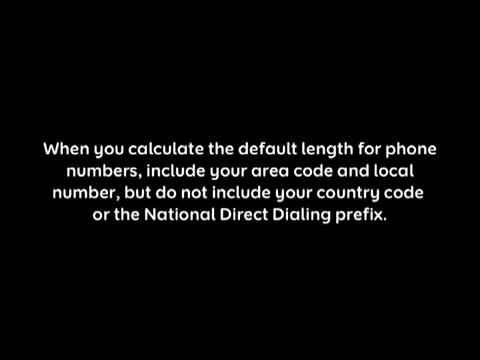 When you calculate the default length for phone
numbers, include your area code and local
number, but do not include your country code
or the National Direct Dialing prefix.